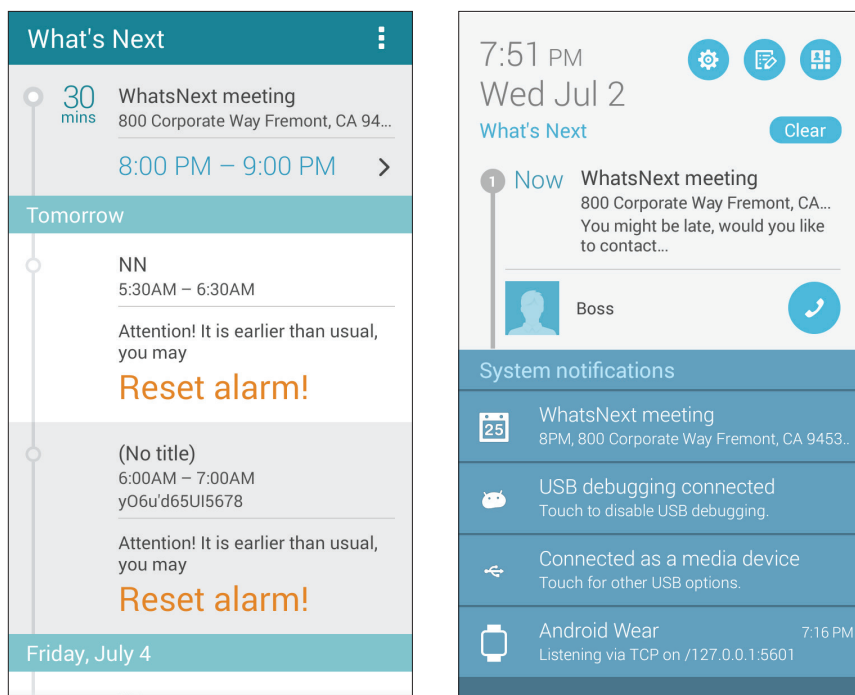 What's Next
30
mins
WhatsNext meeting
800 Corporate Way Fremont, CA 94...
8:00 PM – 9:00 PM
Tomorrow
NN
5:30AM – 6:30AM
Attention! It is earlier than usual,
you may
Reset alarm!
(No title)
6:00AM – 7:00AM
yO6u'd65UI5678
Attention! It is earlier than usual,
you may
Reset alarm!
Friday, July 4
7:51 PM
Wed Jul 2
What's Next
Clear
1
Now
WhatsNext meeting
800 Corporate Way Fremont, CA...
You might be late, would you like
to contact...
Boss
System notifications
25
WhatsNext meeting
8PM, 800 Corporate Way Fremont, CA 9453..
USB debugging connected
Touch to disable USB debugging.
Connected as a media device
Touch for other USB options.
Android Wear
7:16 PM
Listening via TCP on /127.0.0.1:5601